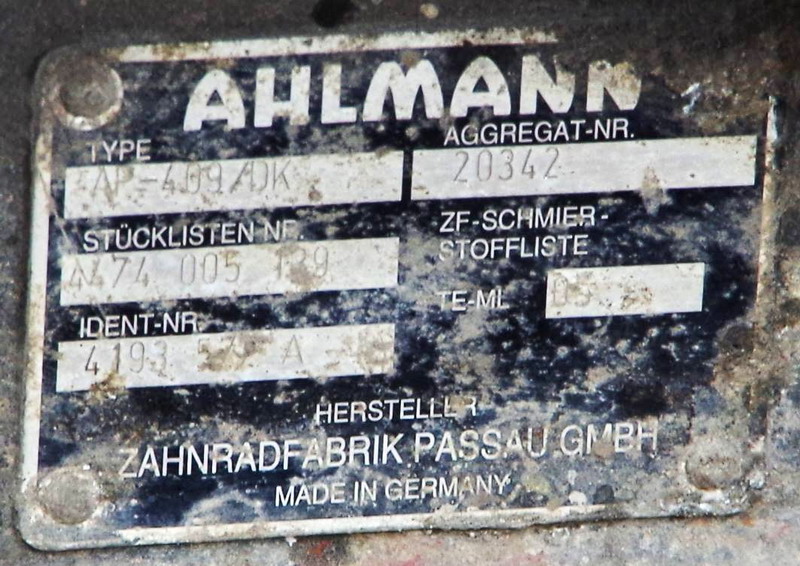 AHLMANN
TYPE AGGREGAT-NR.
AP-409/DK 20342
STÜCKLISTEN NR. ZF-SCHMIER-
STOFFLISTE
4474 005 139
TE-ML
IDENT-NR.
4193 A
HERSTELLER
ZAHNRADFABRIK PASSAU GMBH
MADE IN GERMANY